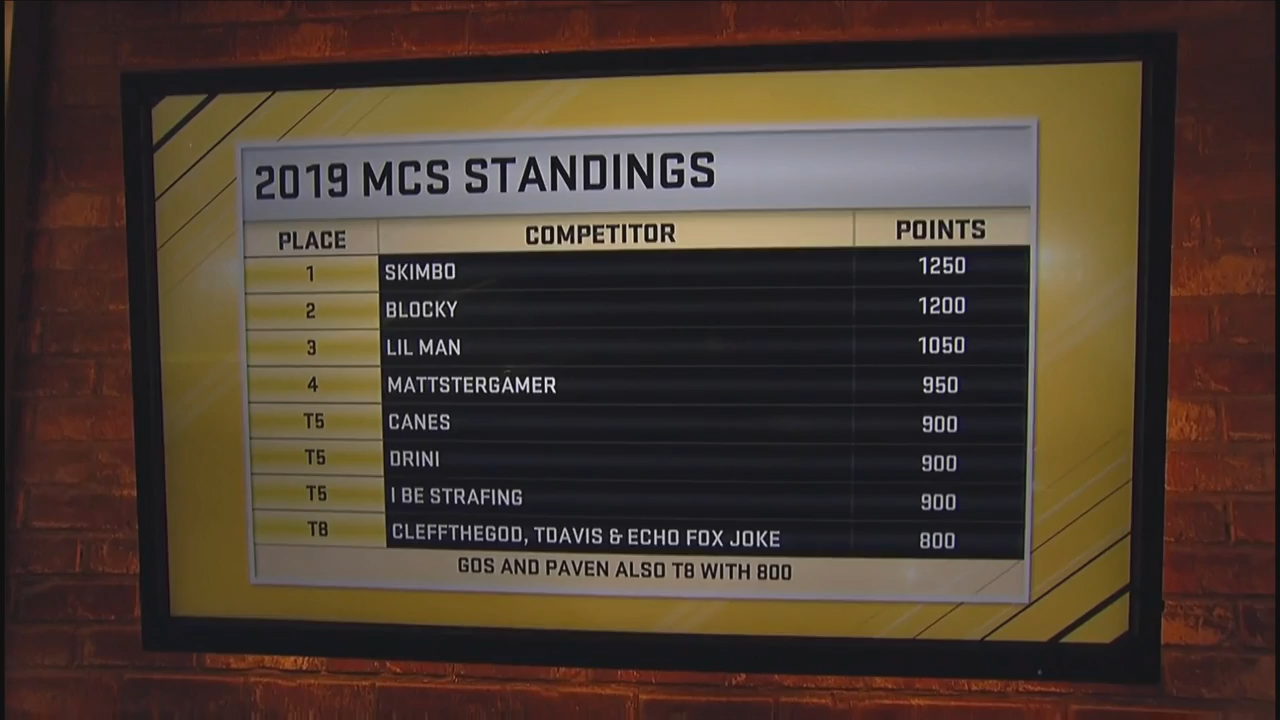 2019 MCS STANDINGS
PLACE COMPETITOR POINTS
1 SKIMBO 1250
2 BLOCKY 1200
3 LIL MAN 1050
4 MATTSTERGAMER 950
T5 CANES 900
T5 DRINI 900
T5 I BE STRAFING 900
T8 CLEFFTHEGOD, TDAVIS & ECHO FOX JOKE 800
GOS AND PAVEN ALSO T8 WITH 800